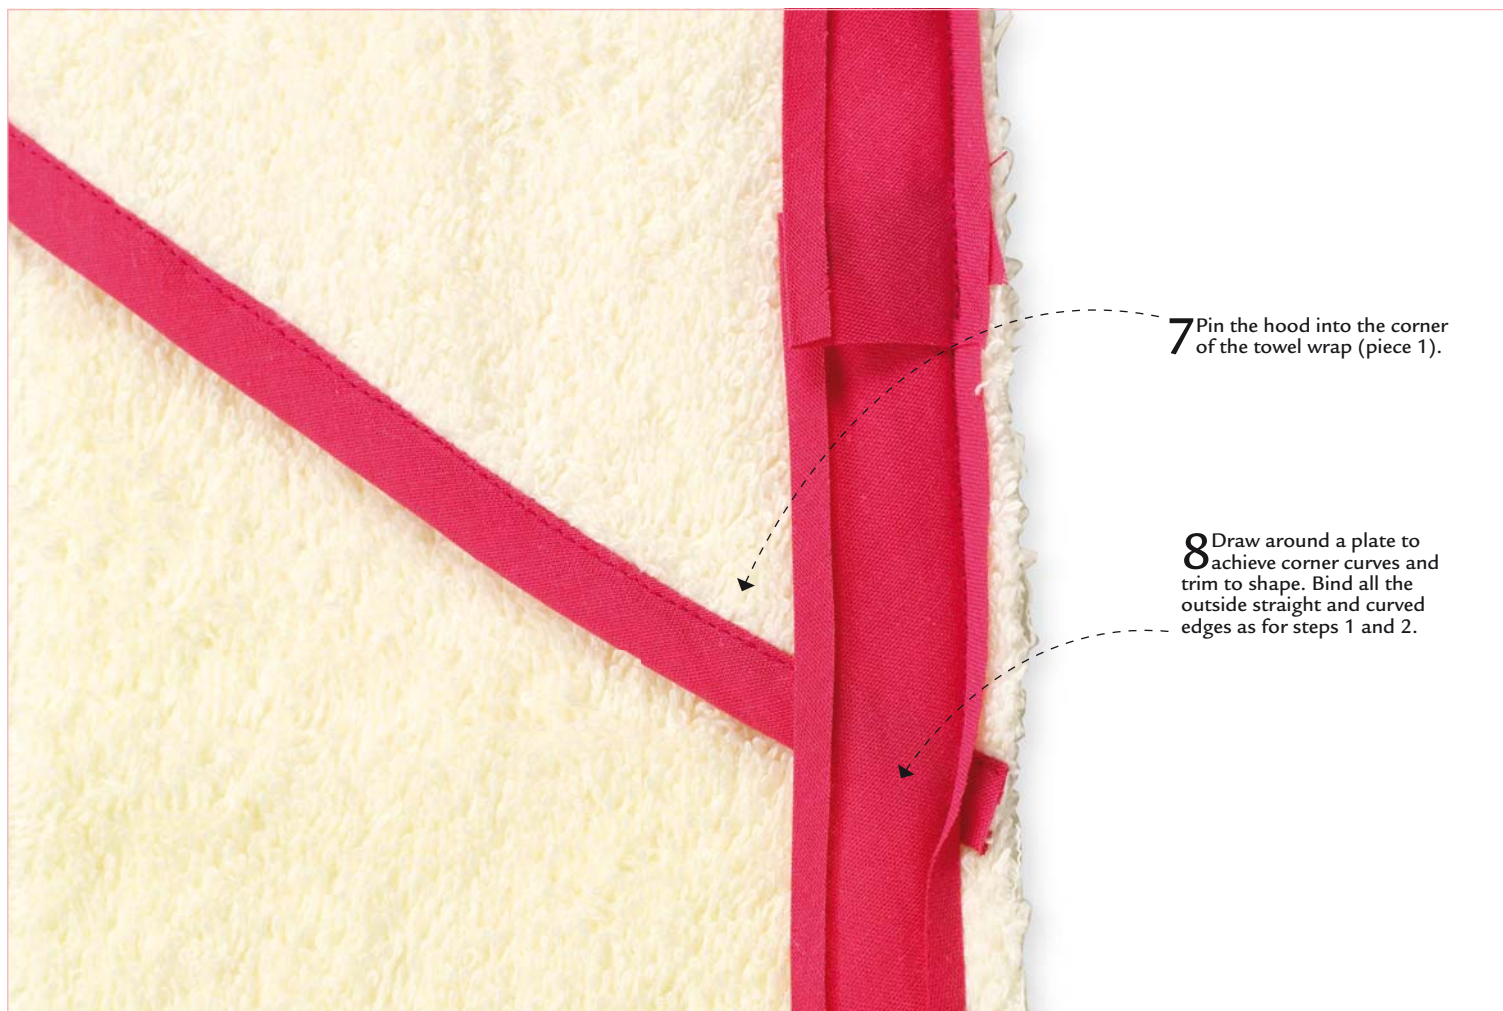 7 Pin the hood into the corner
of the towel wrap (piece 1).
8 Draw around a plate to
achieve corner curves and
trim to shape. Bind all the
outside straight and curved
edges as for steps 1 and 2.